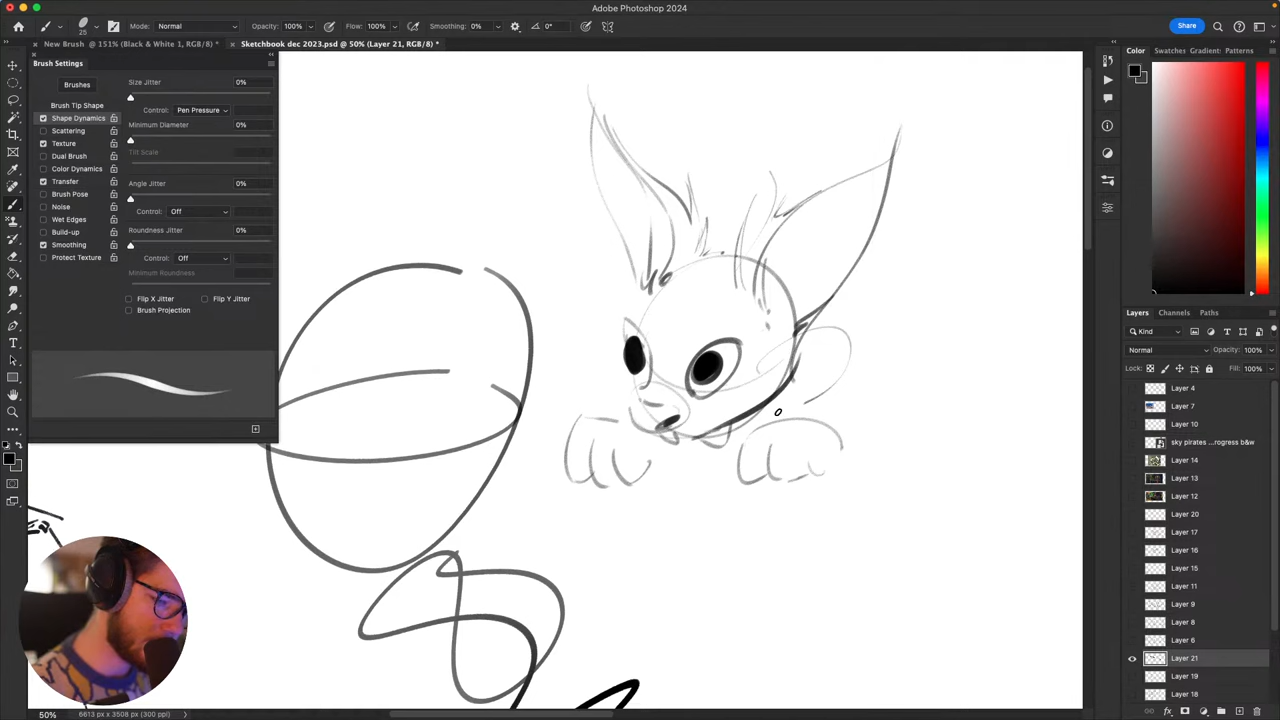 Adobe Photoshop 2024
25 Mode: Normal Opacity: 100% Flow: 100% Smoothing: 0% 0° Share
New Brush @ 151% (Black & White 1, RGB/8) *
Sketchbook dec 2023.psd @ 50% (Layer 21, RGB/8) *
Brush Settings
Brushes
Brush Tip Shape
Shape Dynamics
Scattering
Texture
Dual Brush
Color Dynamics
Transfer
Brush Pose
Noise
Wet Edges
Build-up
Smoothing
Protect Texture
Size Jitter 0%
Control: Pen Pressure
Minimum Diameter 0%
Tilt Scale
Angle Jitter 0%
Control: Off
Roundness Jitter 0%
Control: Off
Minimum Roundness
Flip X Jitter Flip Y Jitter
Brush Projection
Color Swatches Gradient: Patterns
Layers Channels Paths
Kind
Normal Opacity: 100%
Lock: Fill: 100%
Layer 4
Layer 7
Layer 10
sky pirates ...rogress b&w
Layer 14
Layer 13
Layer 12
Layer 20
Layer 17
Layer 16
Layer 15
Layer 11
Layer 9
Layer 8
Layer 6
Layer 21
Layer 19
Layer 18
50% 6613 px x 3508 px (300 ppi)